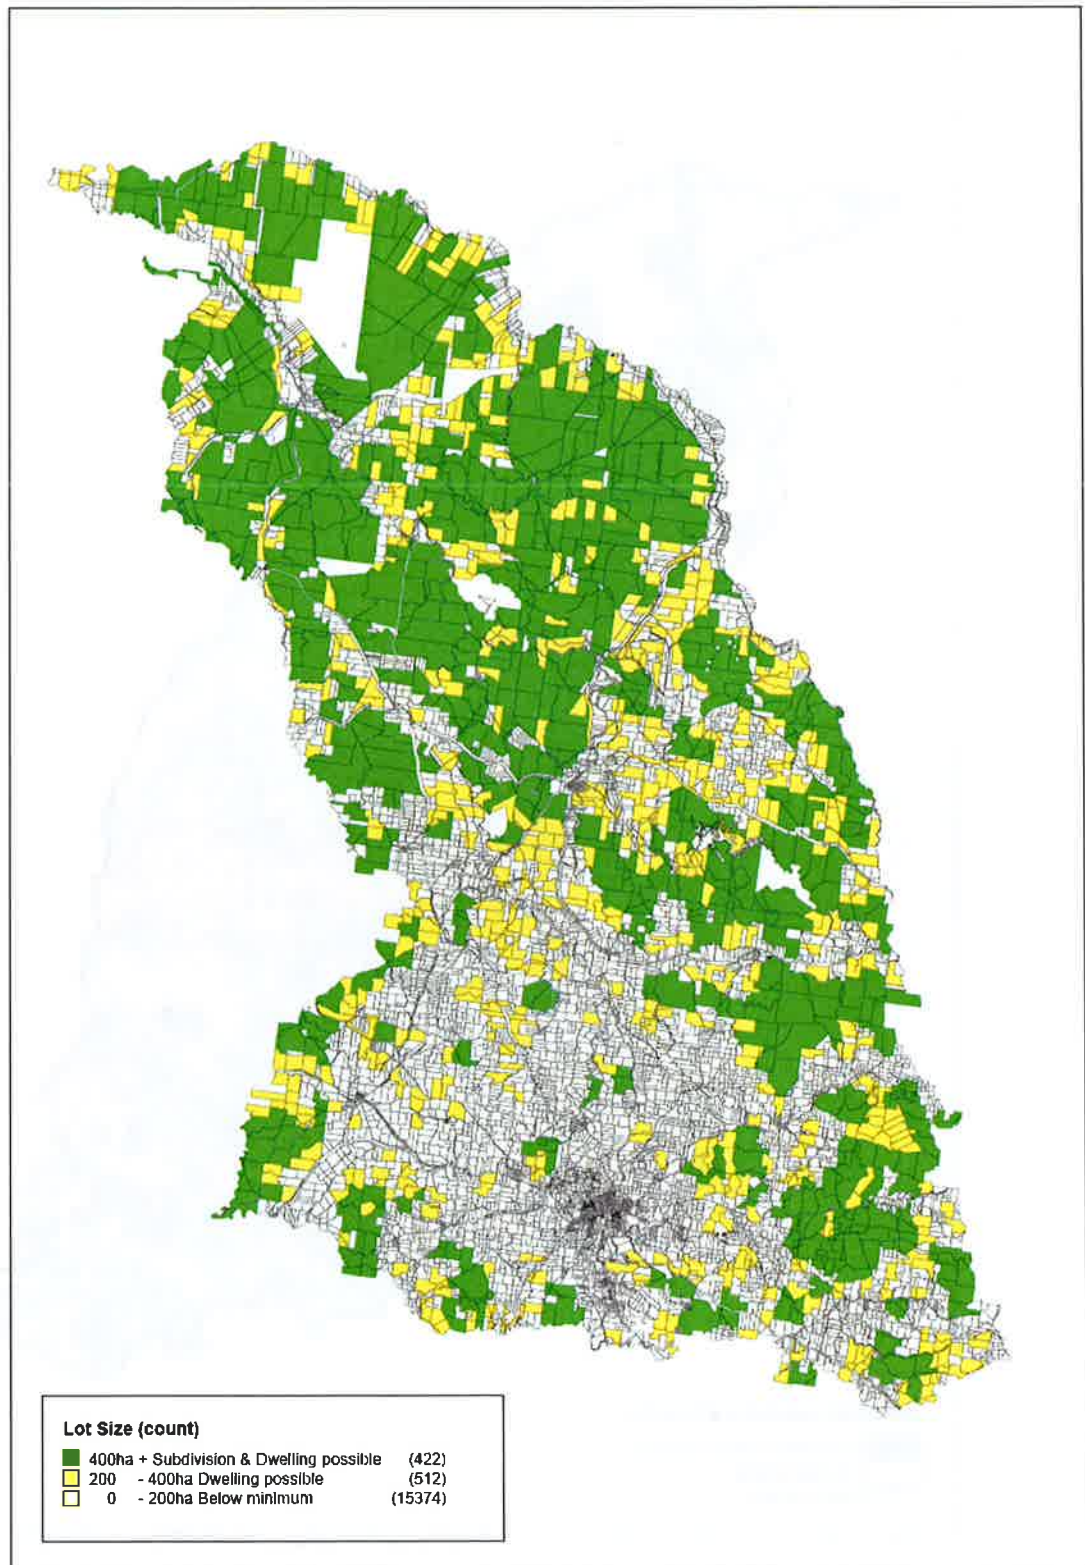 Lot Size (count)
400ha + Subdivision & Dwelling possible (422)
200 - 400ha Dwelling possible (512)
0 - 200ha Below minimum (15374)